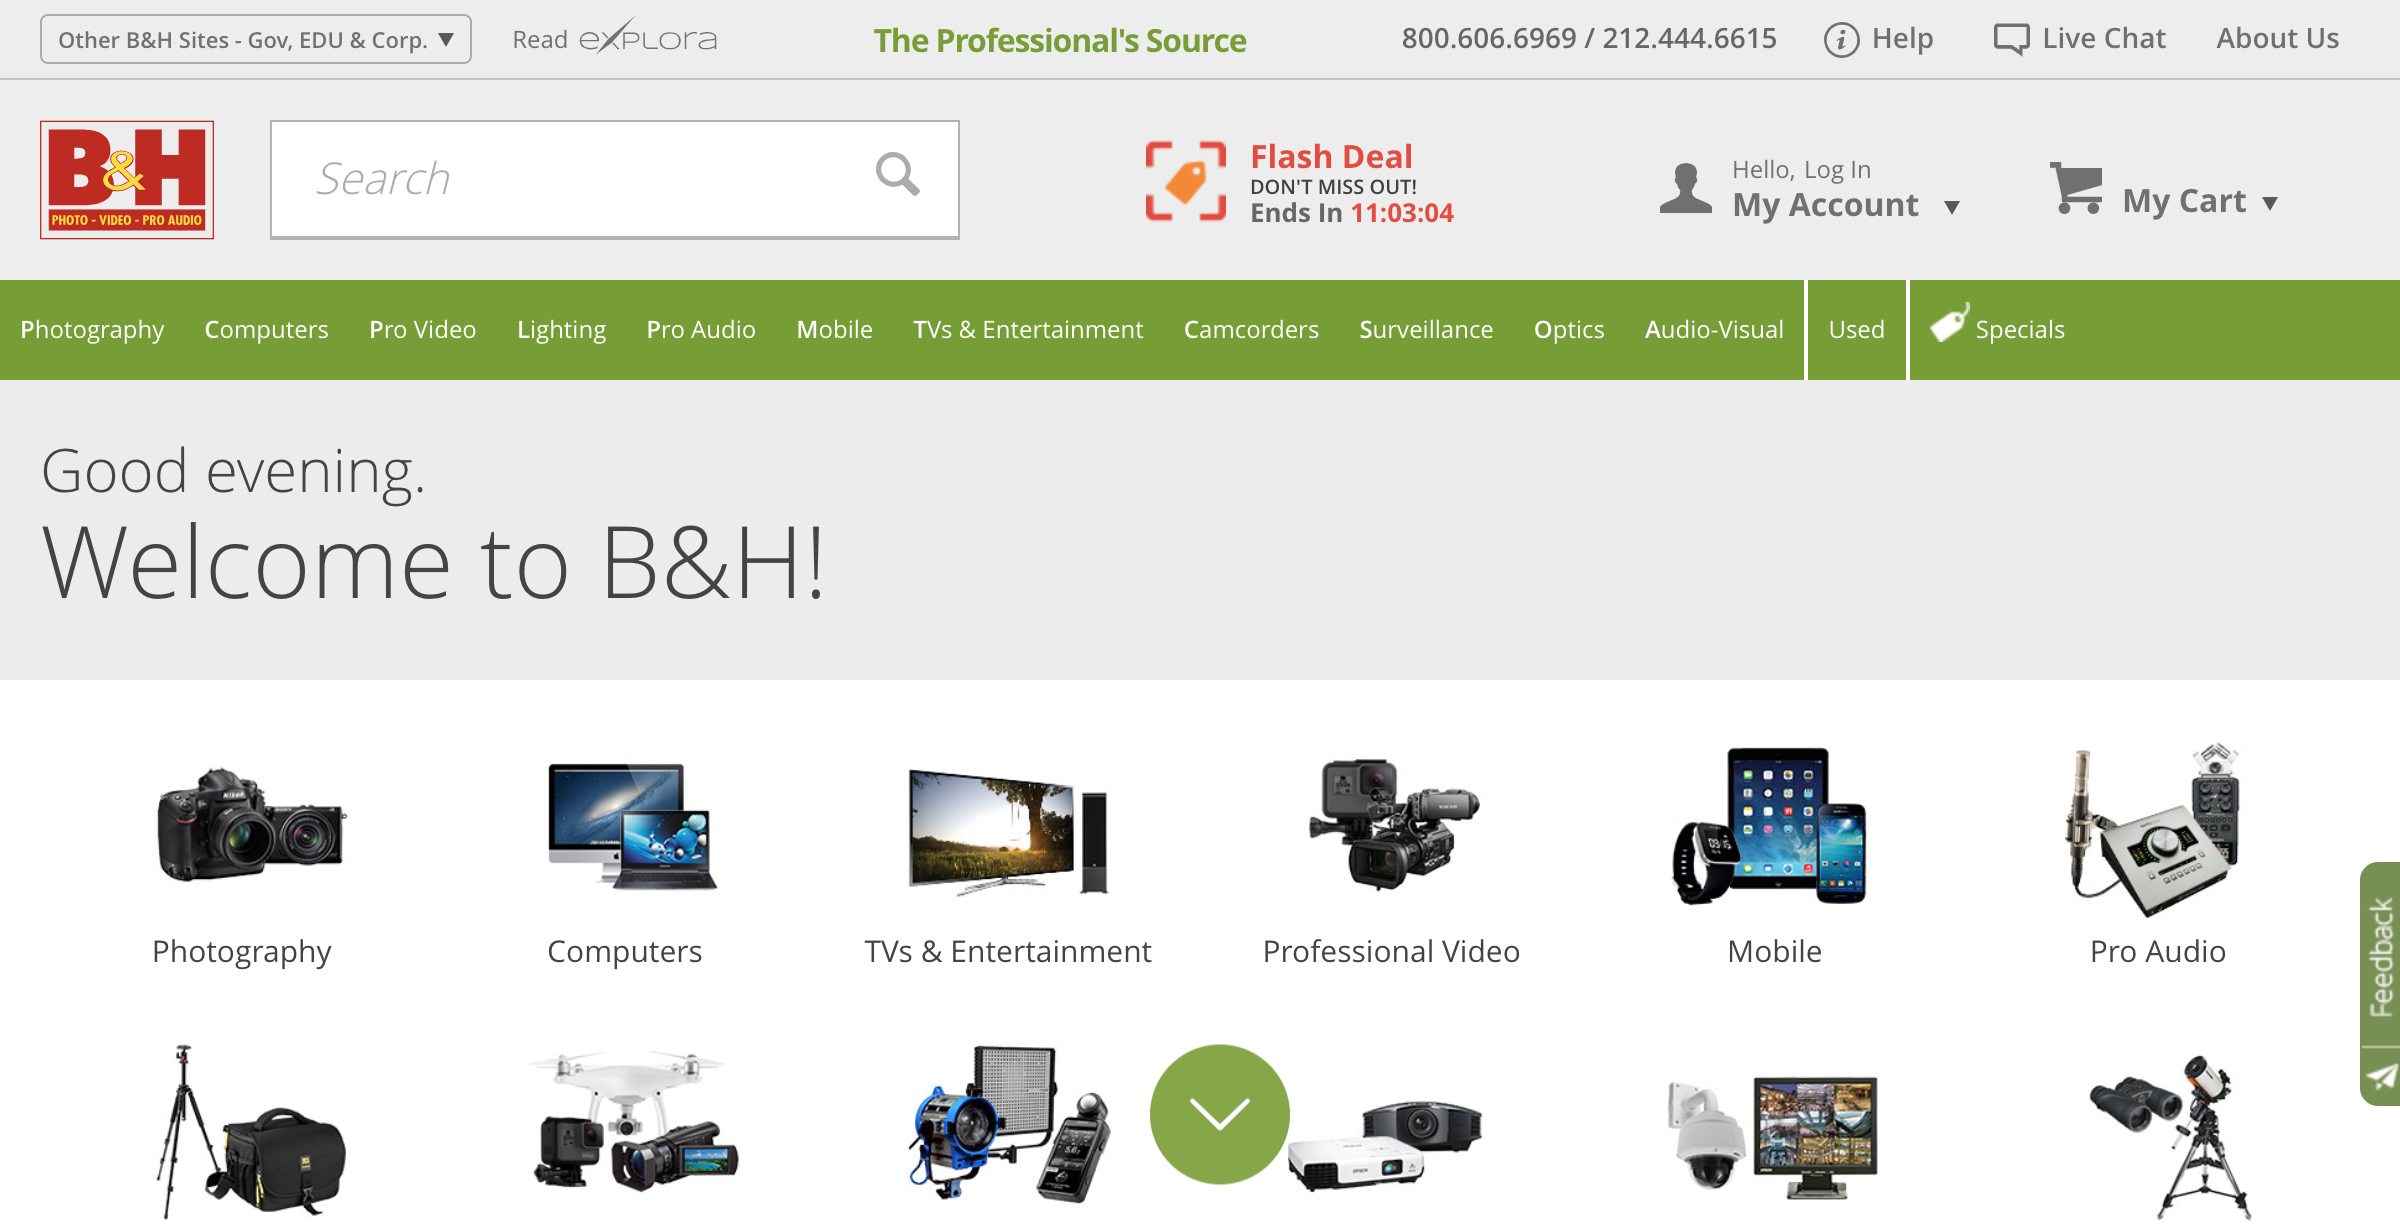 Other B&H Sites - Gov, EDU & Corp. ▼
Read explora
The Professional's Source
800.606.6969 / 212.444.6615
Help
Live Chat
About Us
B&H
PHOTO - VIDEO - PRO AUDIO
Search
Flash Deal
DON'T MISS OUT!
Ends In 11:03:04
Hello, Log In
My Account ▼
My Cart ▼
Photography Computers Pro Video Lighting Pro Audio Mobile TVs & Entertainment Camcorders Surveillance Optics Audio-Visual Used Specials
Good evening.
Welcome to B&H!
Nikon
Photography
Computers
TVs & Entertainment
Professional Video
Mobile
Pro Audio
Feedback
EPSON